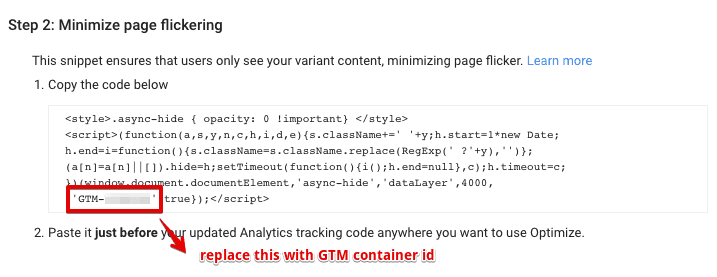 Step 2: Minimize page flickering
This snippet ensures that users only see your variant content, minimizing page flicker. Learn more
1. Copy the code below
<style>.async-hide { opacity: 0 !important} </style>
<script>(function(a,s,y,n,c,h,i,d,e){s.className+=' '+y;h.start=1*new Date;
h.end=i=function(){s.className=s.className.replace(RegExp(' ?'+y),'')};
(a[n]=a[n]||[]).hide=h;setTimeout(function(){i();h.end=null},c);h.timeout=c;
})(window,document.documentElement,'async-hide','dataLayer',4000,
'GTM-':true});</script>
2. Paste it just before your updated Analytics tracking code anywhere you want to use Optimize.
replace this with GTM container id